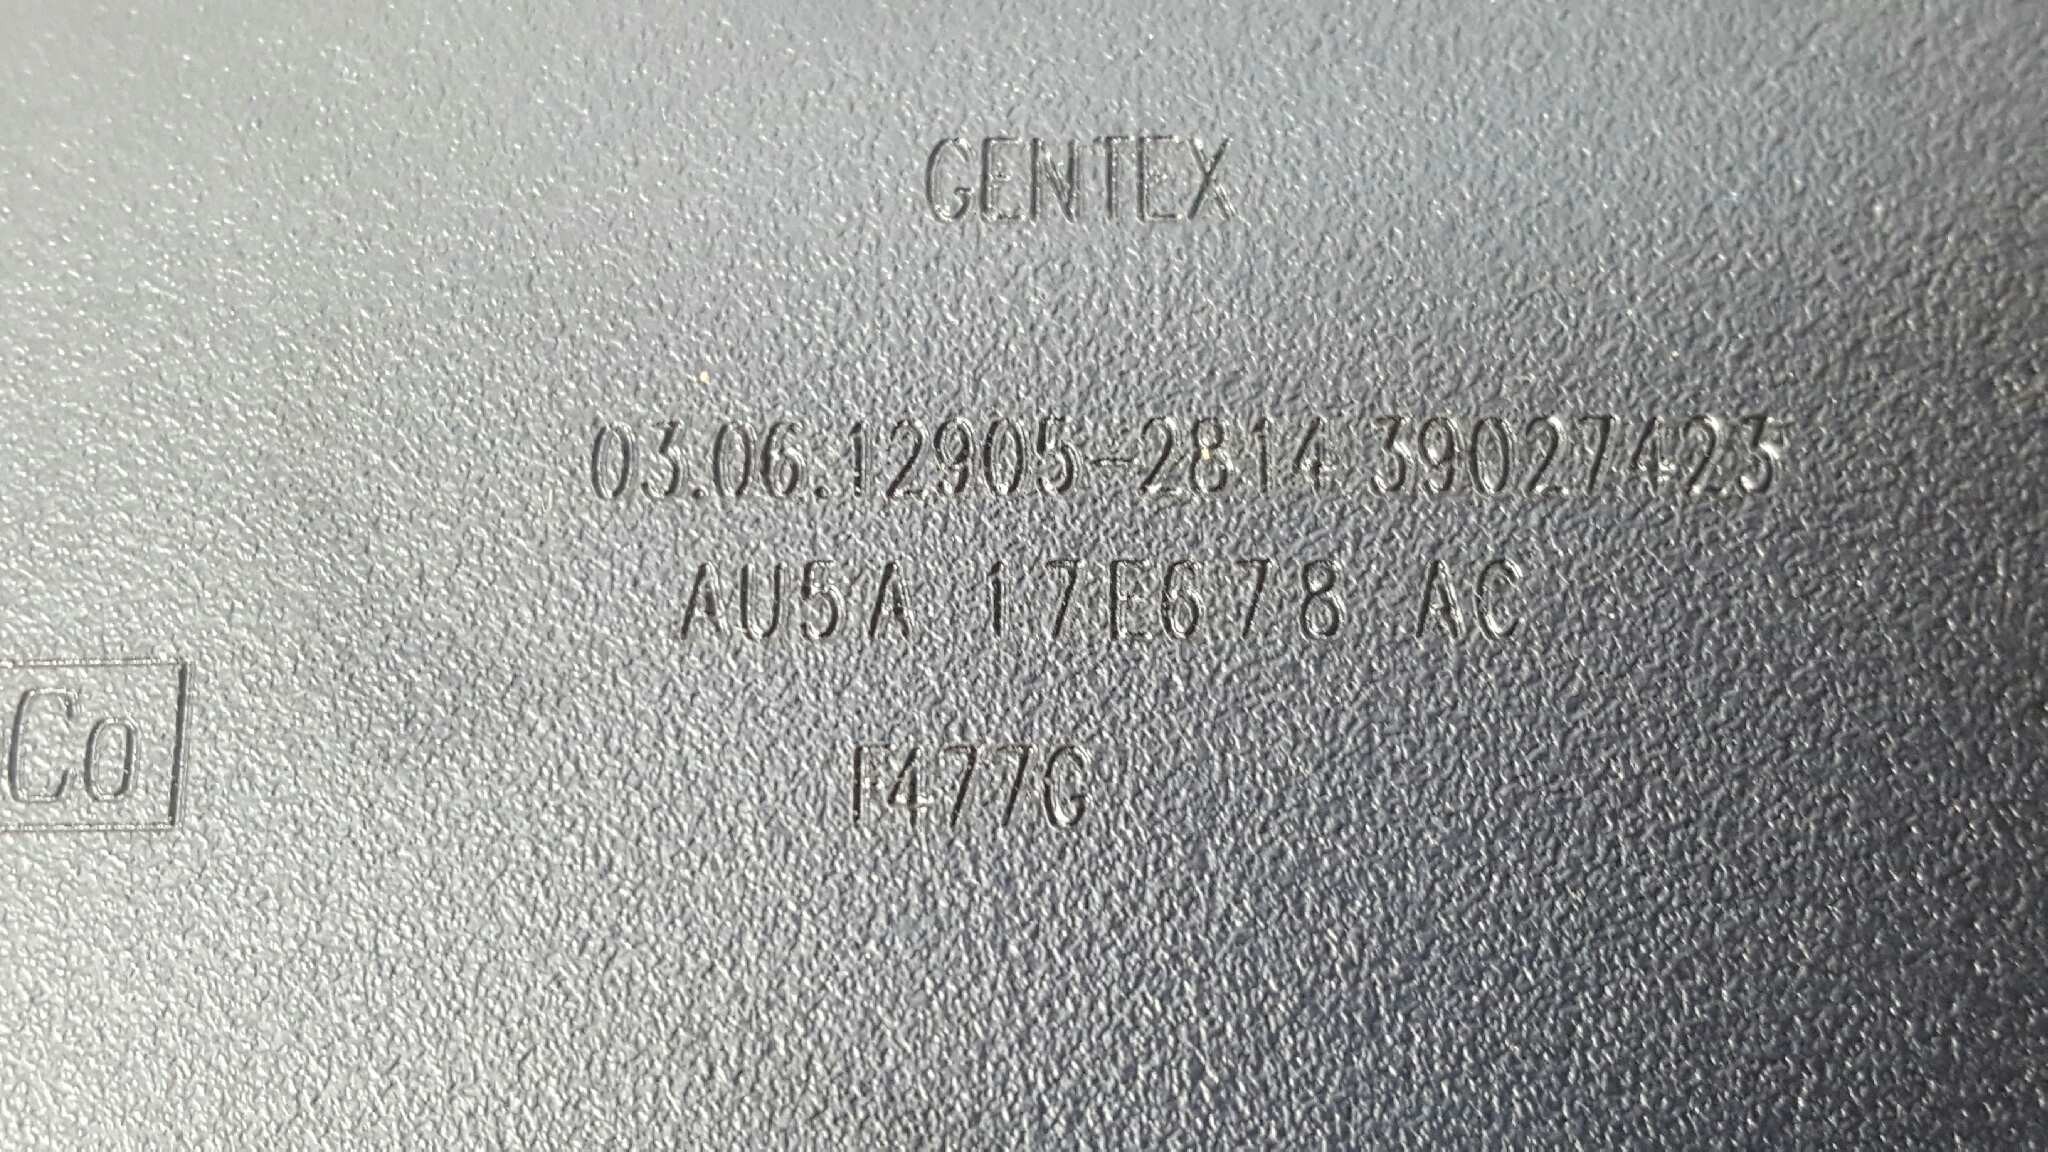 GENTEX
03.06.12905-2814 39027423
AU5A 17E678 AC
Co
F477G